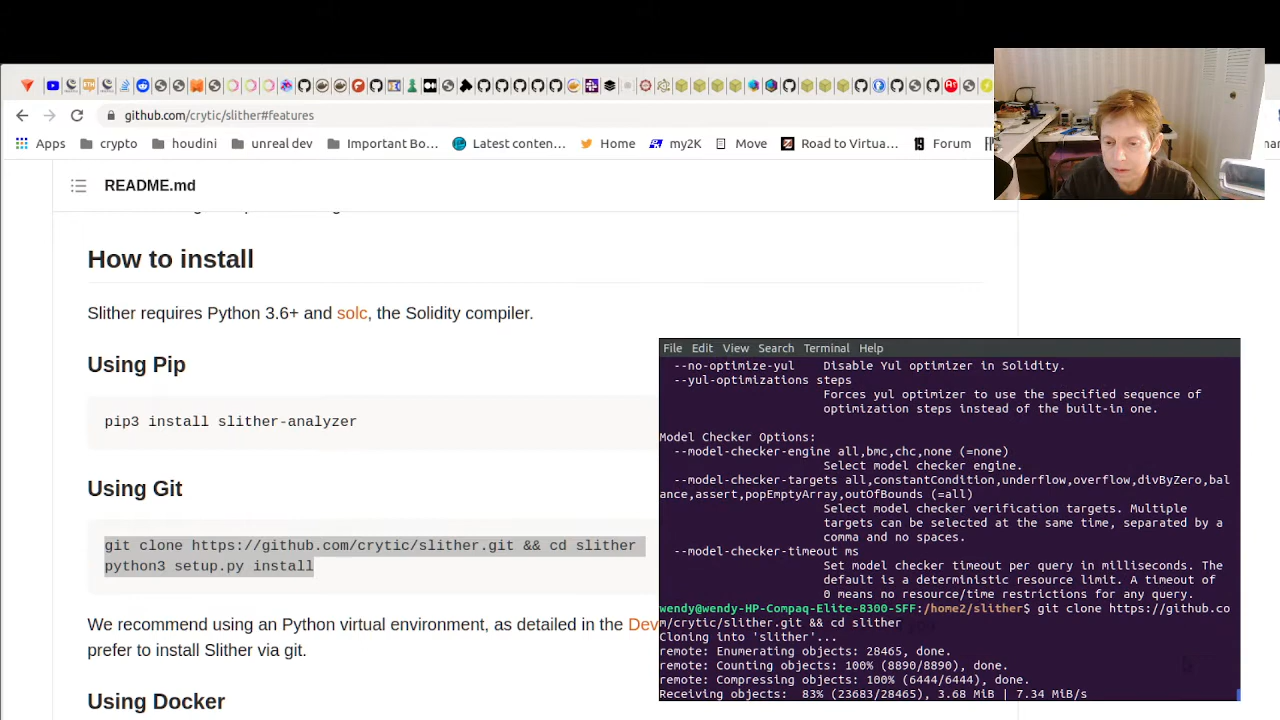 github.com/crytic/slither#features
Apps crypto houdini unreal dev Important Bo... Latest conten... Home my2K Move Road to Virtua... Forum
README.md
How to install
Slither requires Python 3.6+ and solc, the Solidity compiler.
Using Pip
pip3 install slither-analyzer
Using Git
git clone https://github.com/crytic/slither.git && cd slither
python3 setup.py install
We recommend using an Python virtual environment, as detailed in the Dev
prefer to install Slither via git.
Using Docker
File Edit View Search Terminal Help
--no-optimize-yul Disable Yul optimizer in Solidity.
--yul-optimizations steps
Forces yul optimizer to use the specified sequence of
optimization steps instead of the built-in one.
Model Checker Options:
--model-checker-engine all,bmc,chc,none (=none)
Select model checker engine.
--model-checker-targets all,constantCondition,underflow,overflow,divByZero,bal
ance,assert,popEmptyArray,outOfBounds (=all)
Select model checker verification targets. Multiple
targets can be selected at the same time, separated by a
comma and no spaces.
--model-checker-timeout ms
Set model checker timeout per query in milliseconds. The
default is a deterministic resource limit. A timeout of
0 means no resource/time restrictions for any query.
wendy@wendy-HP-Compaq-Elite-8300-SFF:/home2/slither$ git clone https://github.co
m/crytic/slither.git && cd slither
Cloning into 'slither'...
remote: Enumerating objects: 28465, done.
remote: Counting objects: 100% (8890/8890), done.
remote: Compressing objects: 100% (6444/6444), done.
Receiving objects: 83% (23683/28465), 3.68 MiB | 7.34 MiB/s